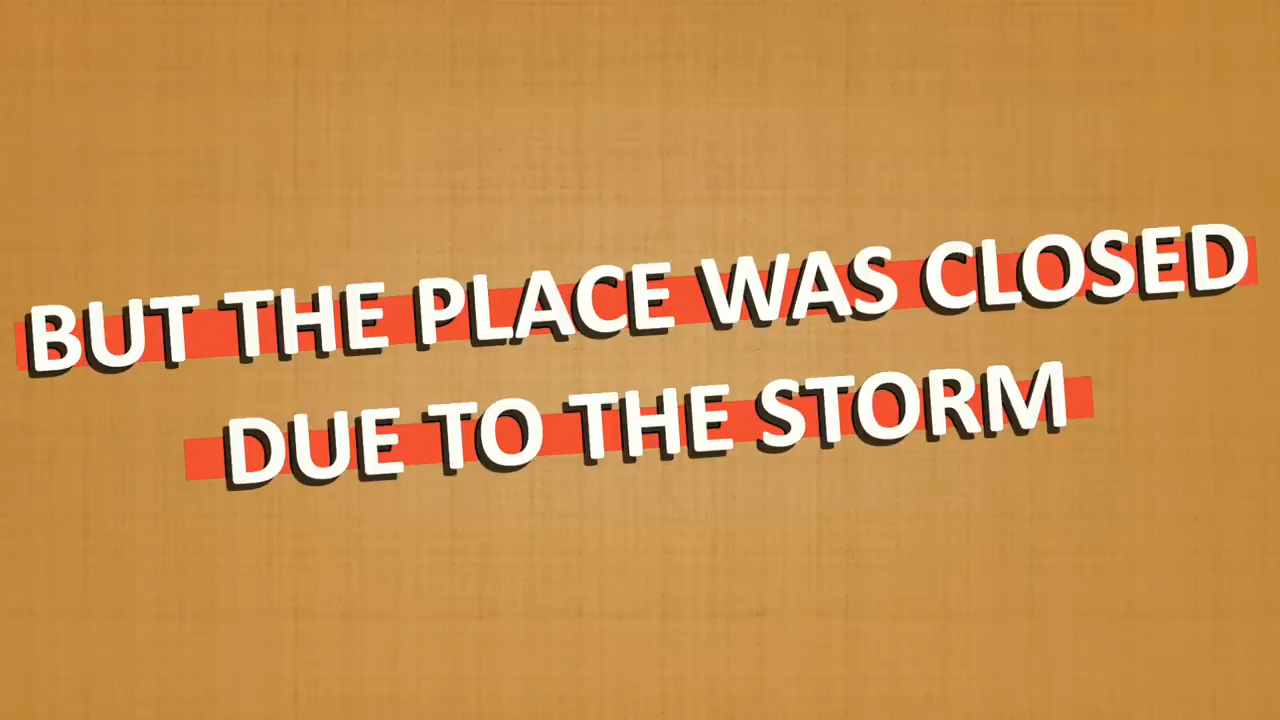 BUT THE PLACE WAS CLOSED
DUE TO THE STORM